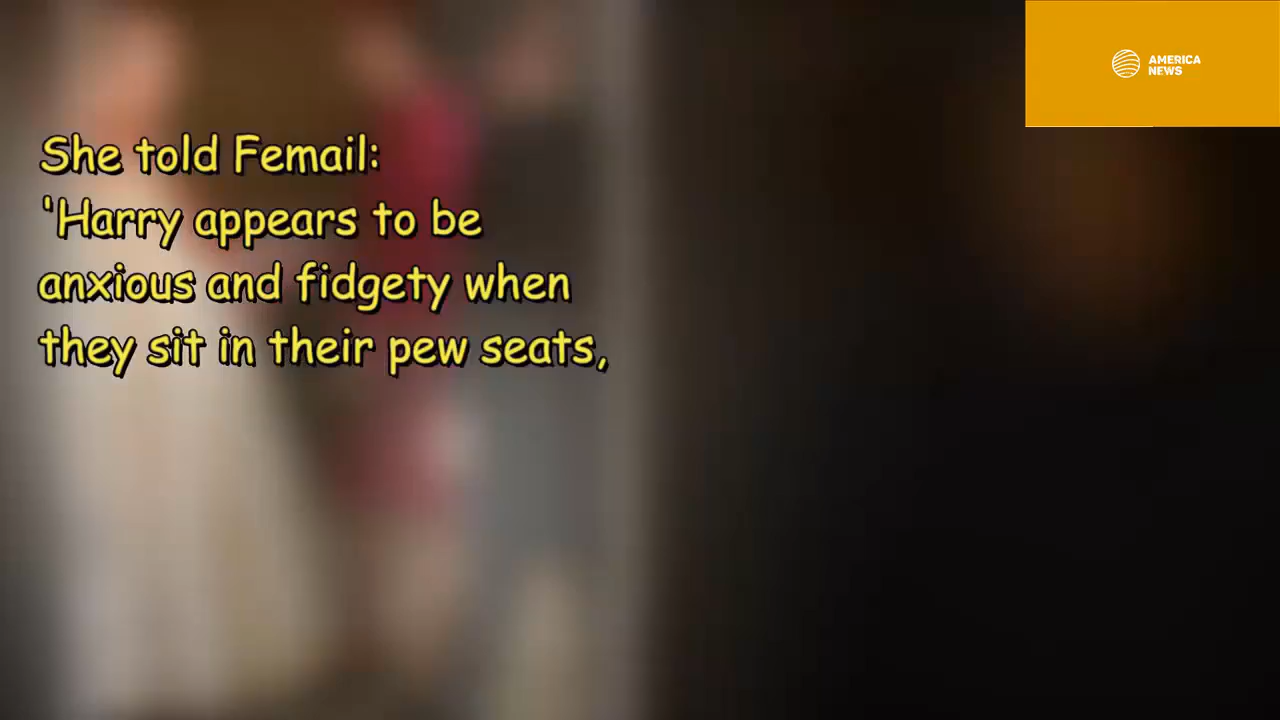 She told Femail:
'Harry appears to be
anxious and fidgety when
they sit in their pew seats,
AMERICA
NEWS